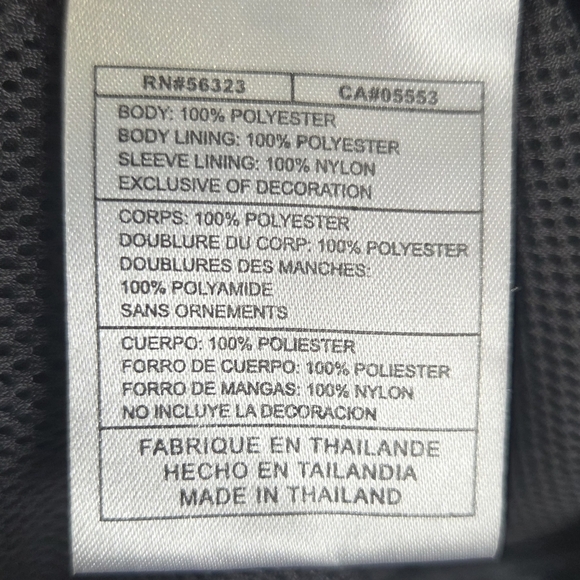 RN#56323 CA#05553
BODY: 100% POLYESTER
BODY LINING: 100% POLYESTER
SLEEVE LINING: 100% NYLON
EXCLUSIVE OF DECORATION
CORPS: 100% POLYESTER
DOUBLURE DU CORP: 100% POLYESTER
DOUBLURES DES MANCHES:
100% POLYAMIDE
SANS ORNEMENTS
CUERPO: 100% POLIESTER
FORRO DE CUERPO: 100% POLIESTER
FORRO DE MANGAS: 100% NYLON
NO INCLUYE LA DECORACION
FABRIQUE EN THAILANDE
HECHO EN TAILANDIA
MADE IN THAILAND